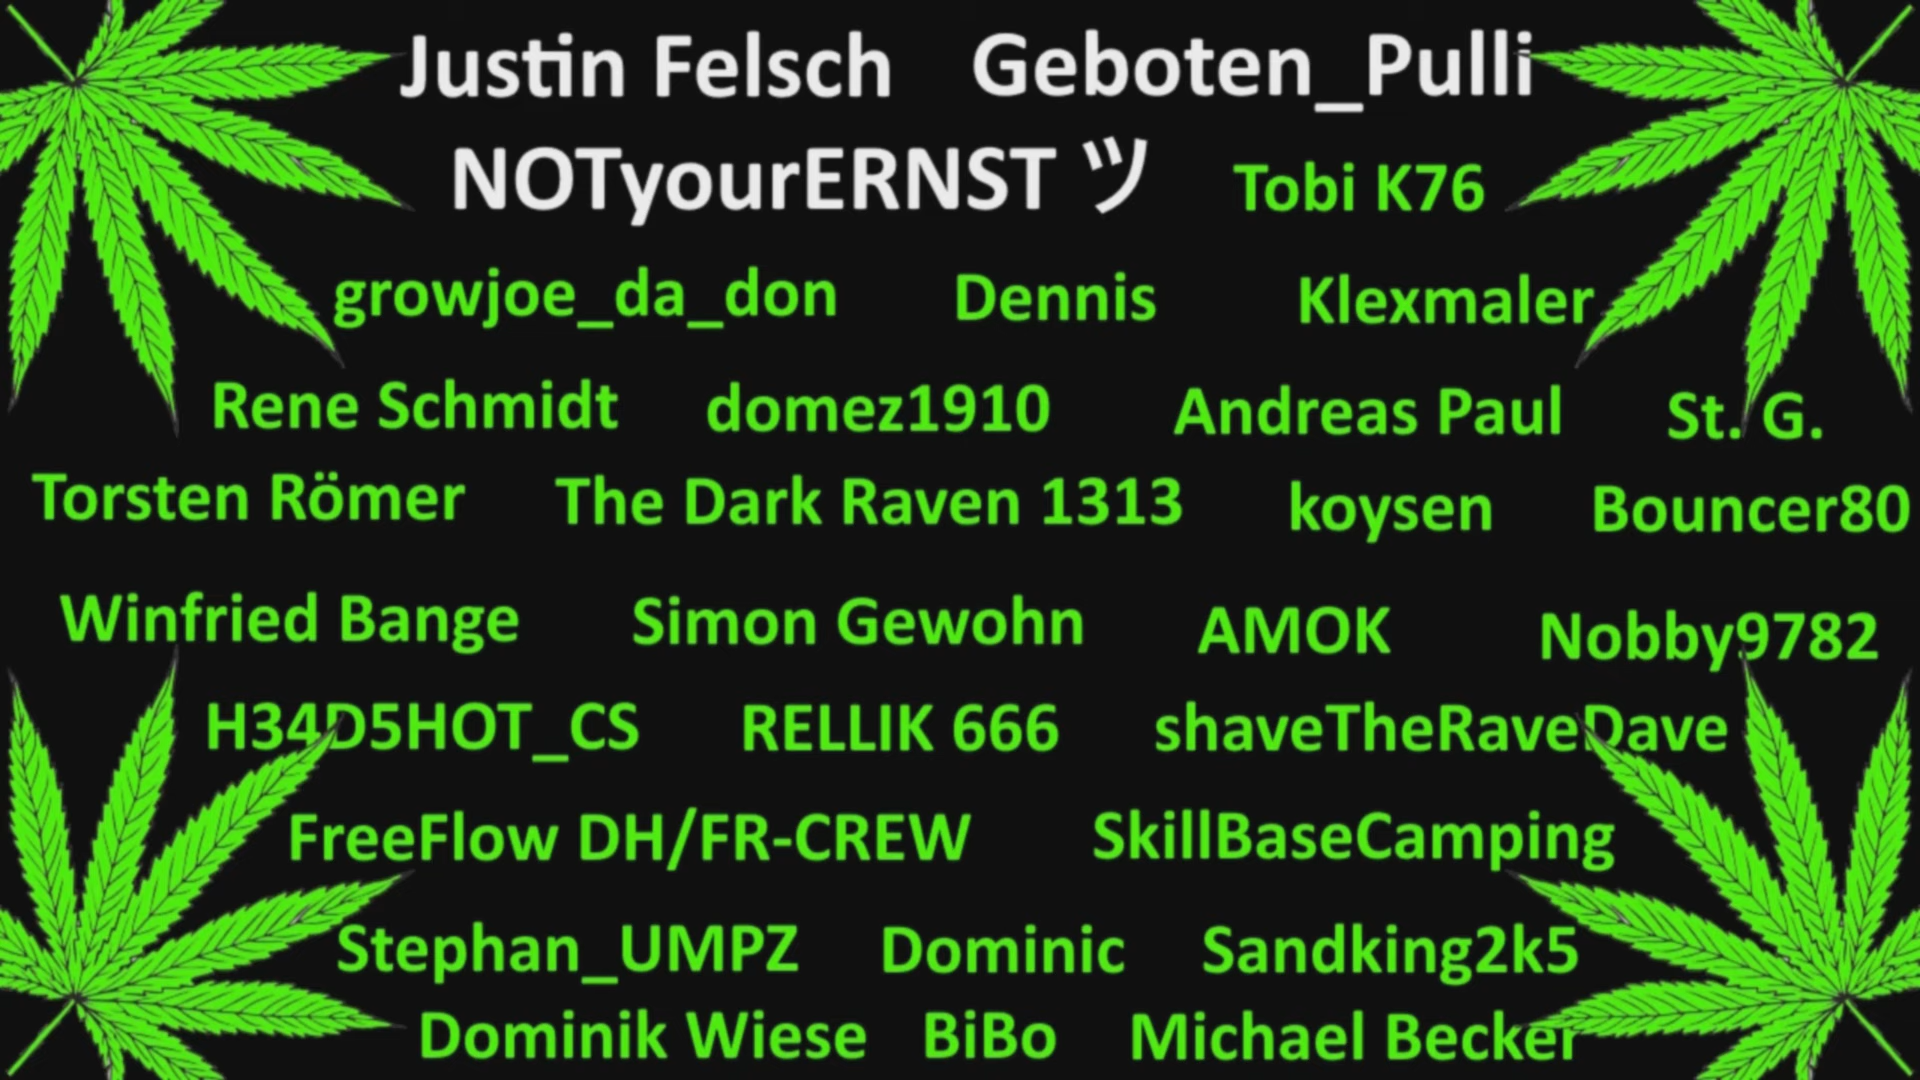 Justin Felsch Geboten_Pulli
NOTyourERNST ツ Tobi K76
growjoe_da_don Dennis Klexmaler
Rene Schmidt domez1910 Andreas Paul St. G.
Torsten Römer The Dark Raven 1313 koysen Bouncer80
Winfried Bange Simon Gewohn AMOK Nobby9782
H34D5HOT_CS RELLIK 666 shaveTheRaveDave
FreeFlow DH/FR-CREW SkillBaseCamping
Stephan_UMPZ Dominic Sandking2k5
Dominik Wiese BiBo Michael Becker